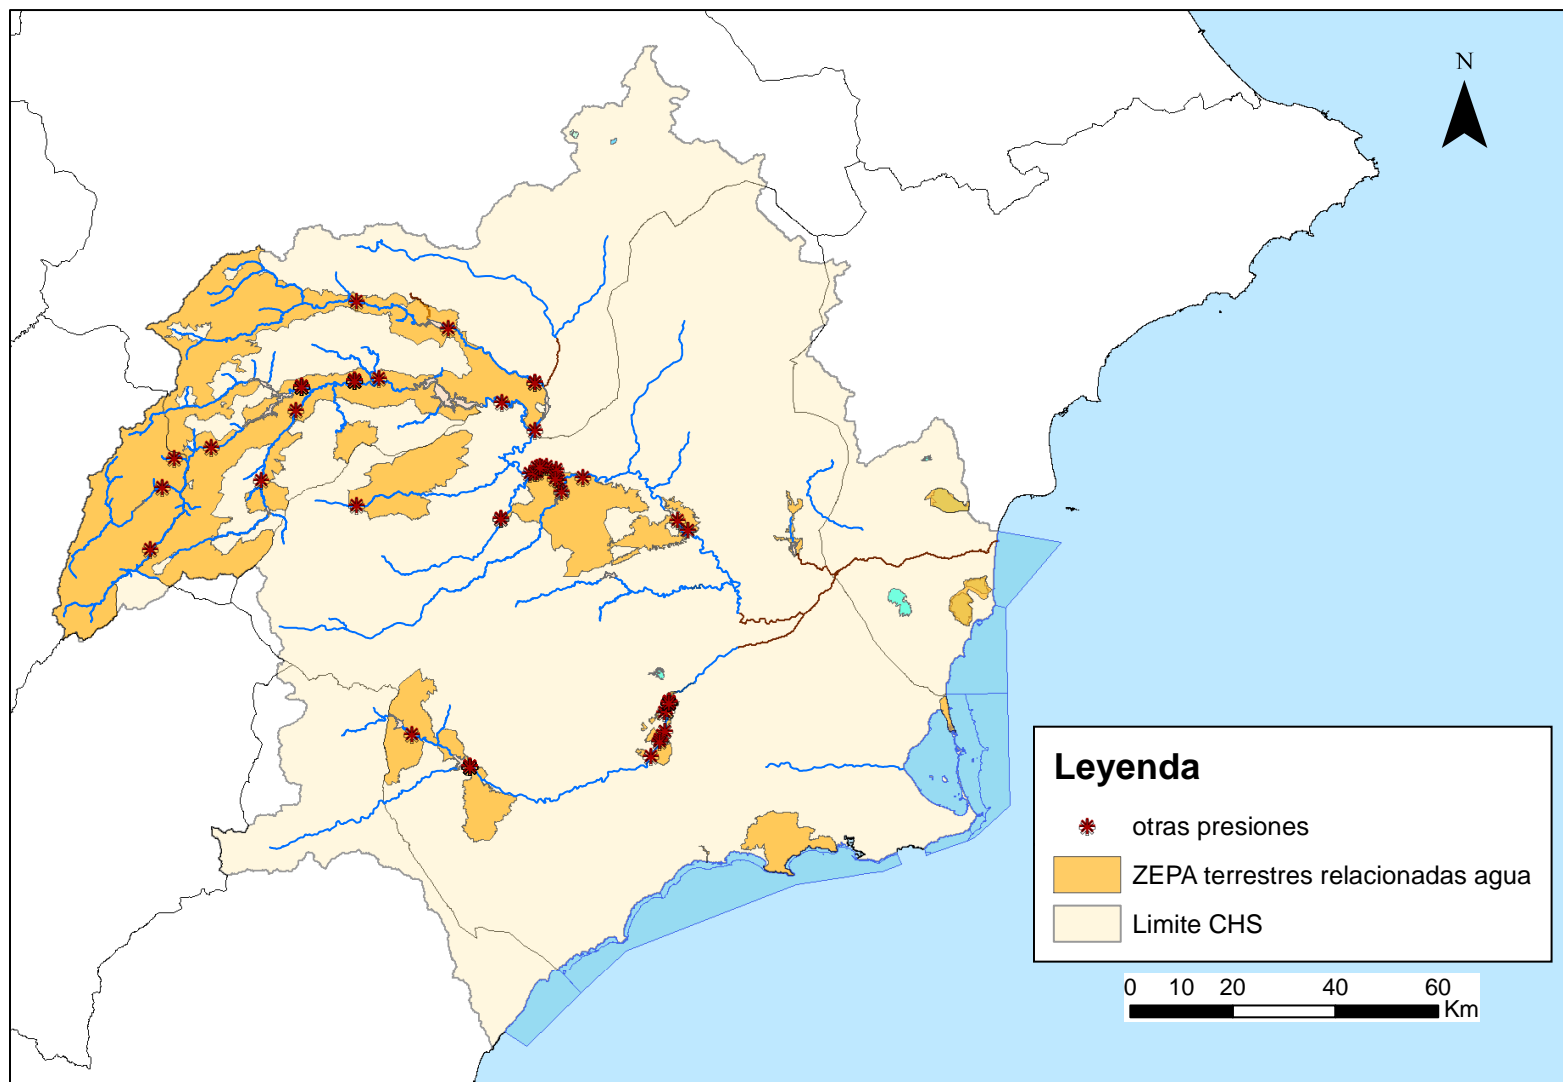 N
Leyenda
otras presiones
ZEPA terrestres relacionadas agua
Limite CHS
0 10 20 40 60
Km